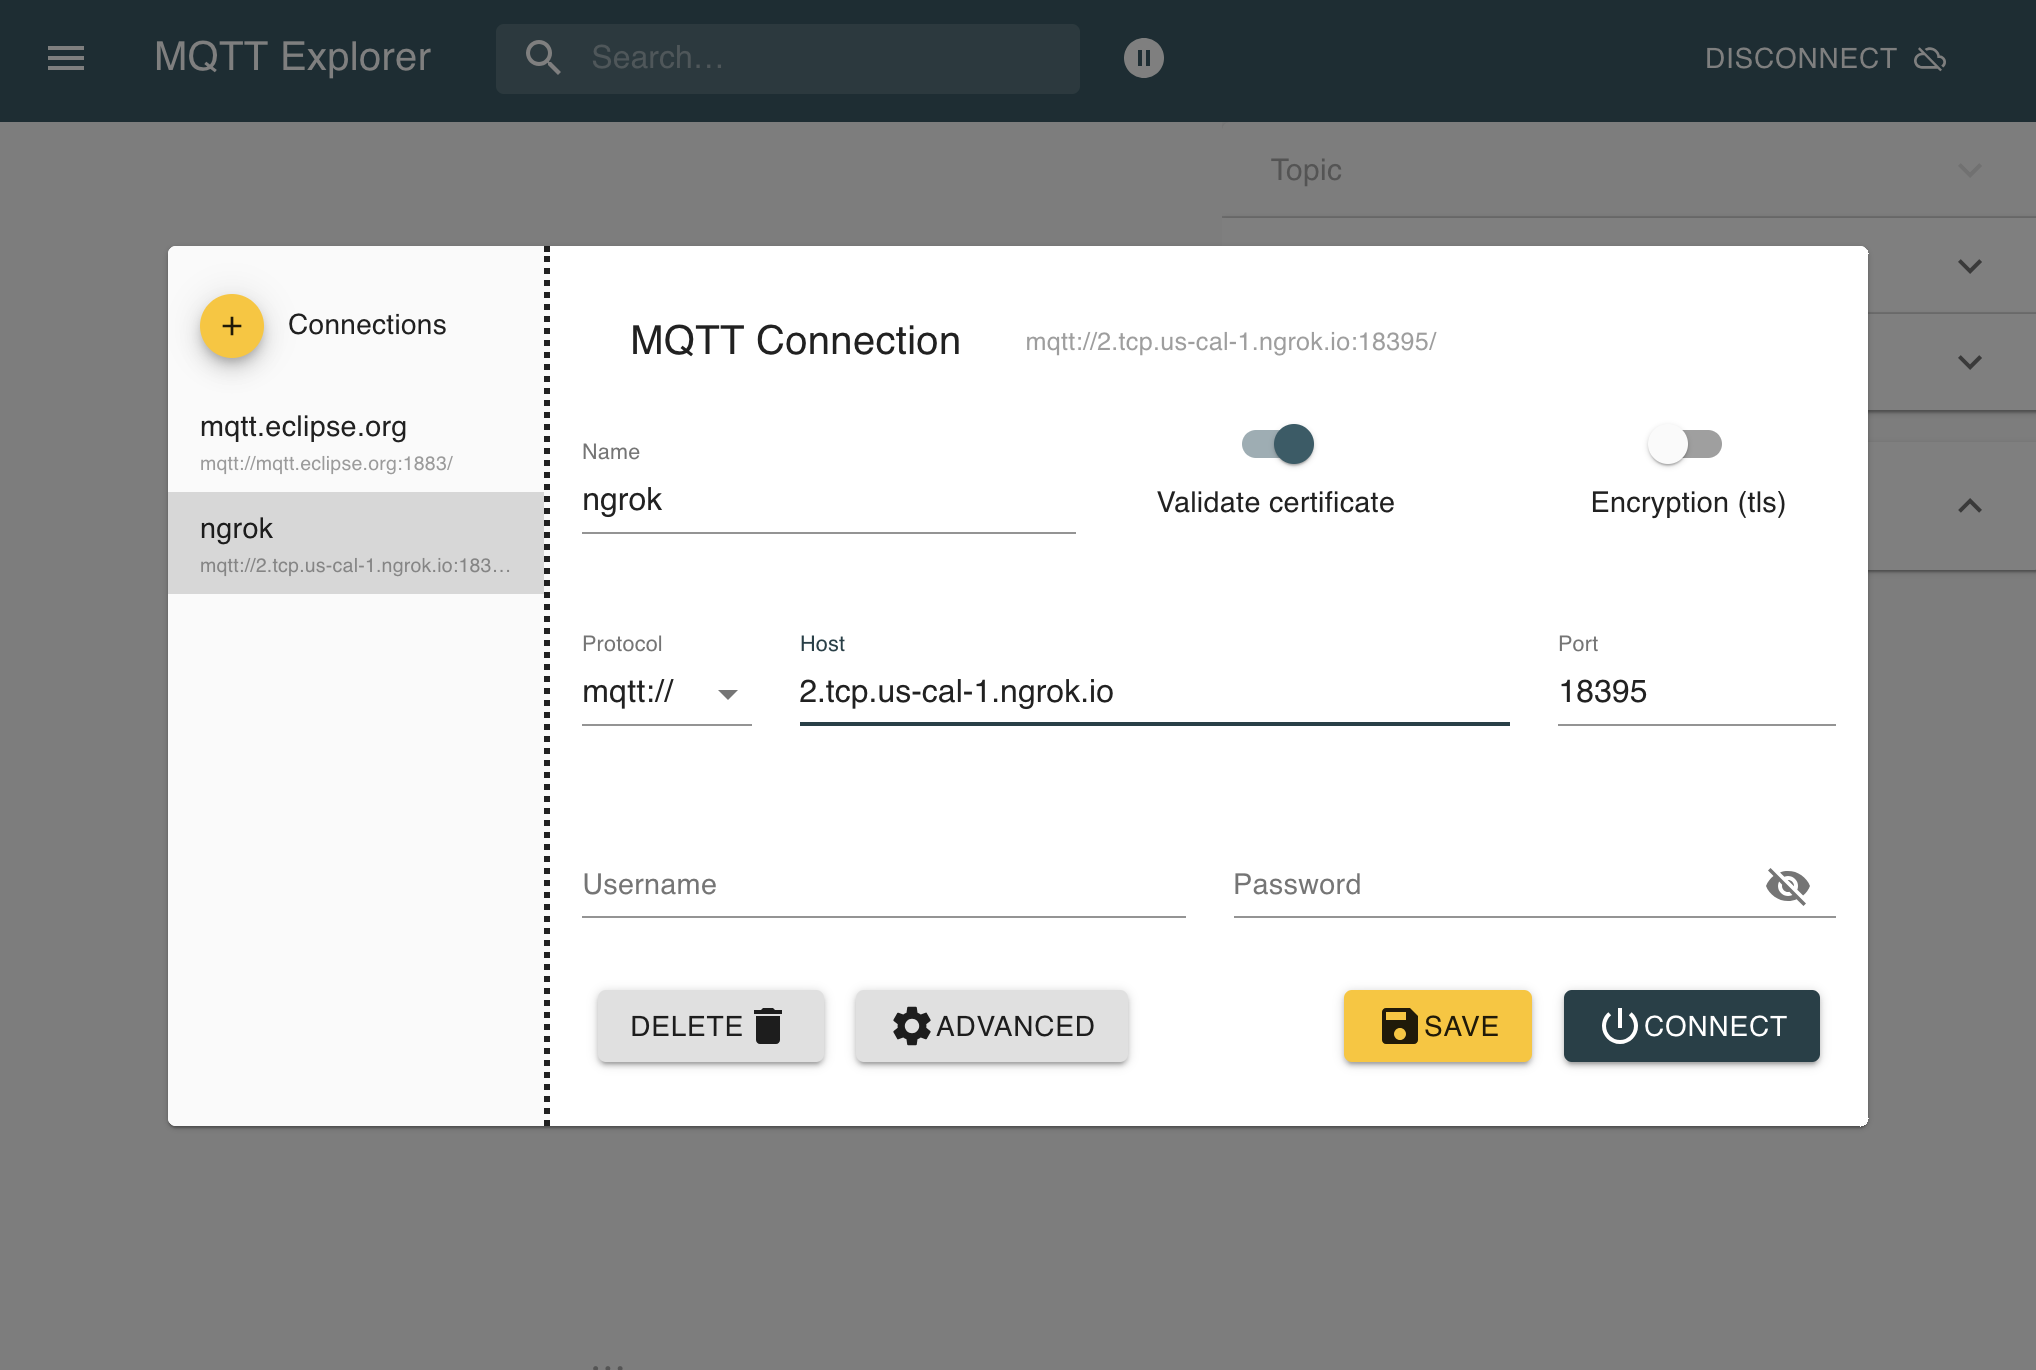 MQTT Explorer
Search...
DISCONNECT
Topic
Connections
mqtt.eclipse.org
mqtt://mqtt.eclipse.org:1883/
ngrok
mqtt://2.tcp.us-cal-1.ngrok.io:183...
MQTT Connection
mqtt://2.tcp.us-cal-1.ngrok.io:18395/
Name
ngrok
Validate certificate
Encryption (tls)
Protocol
mqtt://
Host
2.tcp.us-cal-1.ngrok.io
Port
18395
Username
Password
DELETE
ADVANCED
SAVE
CONNECT